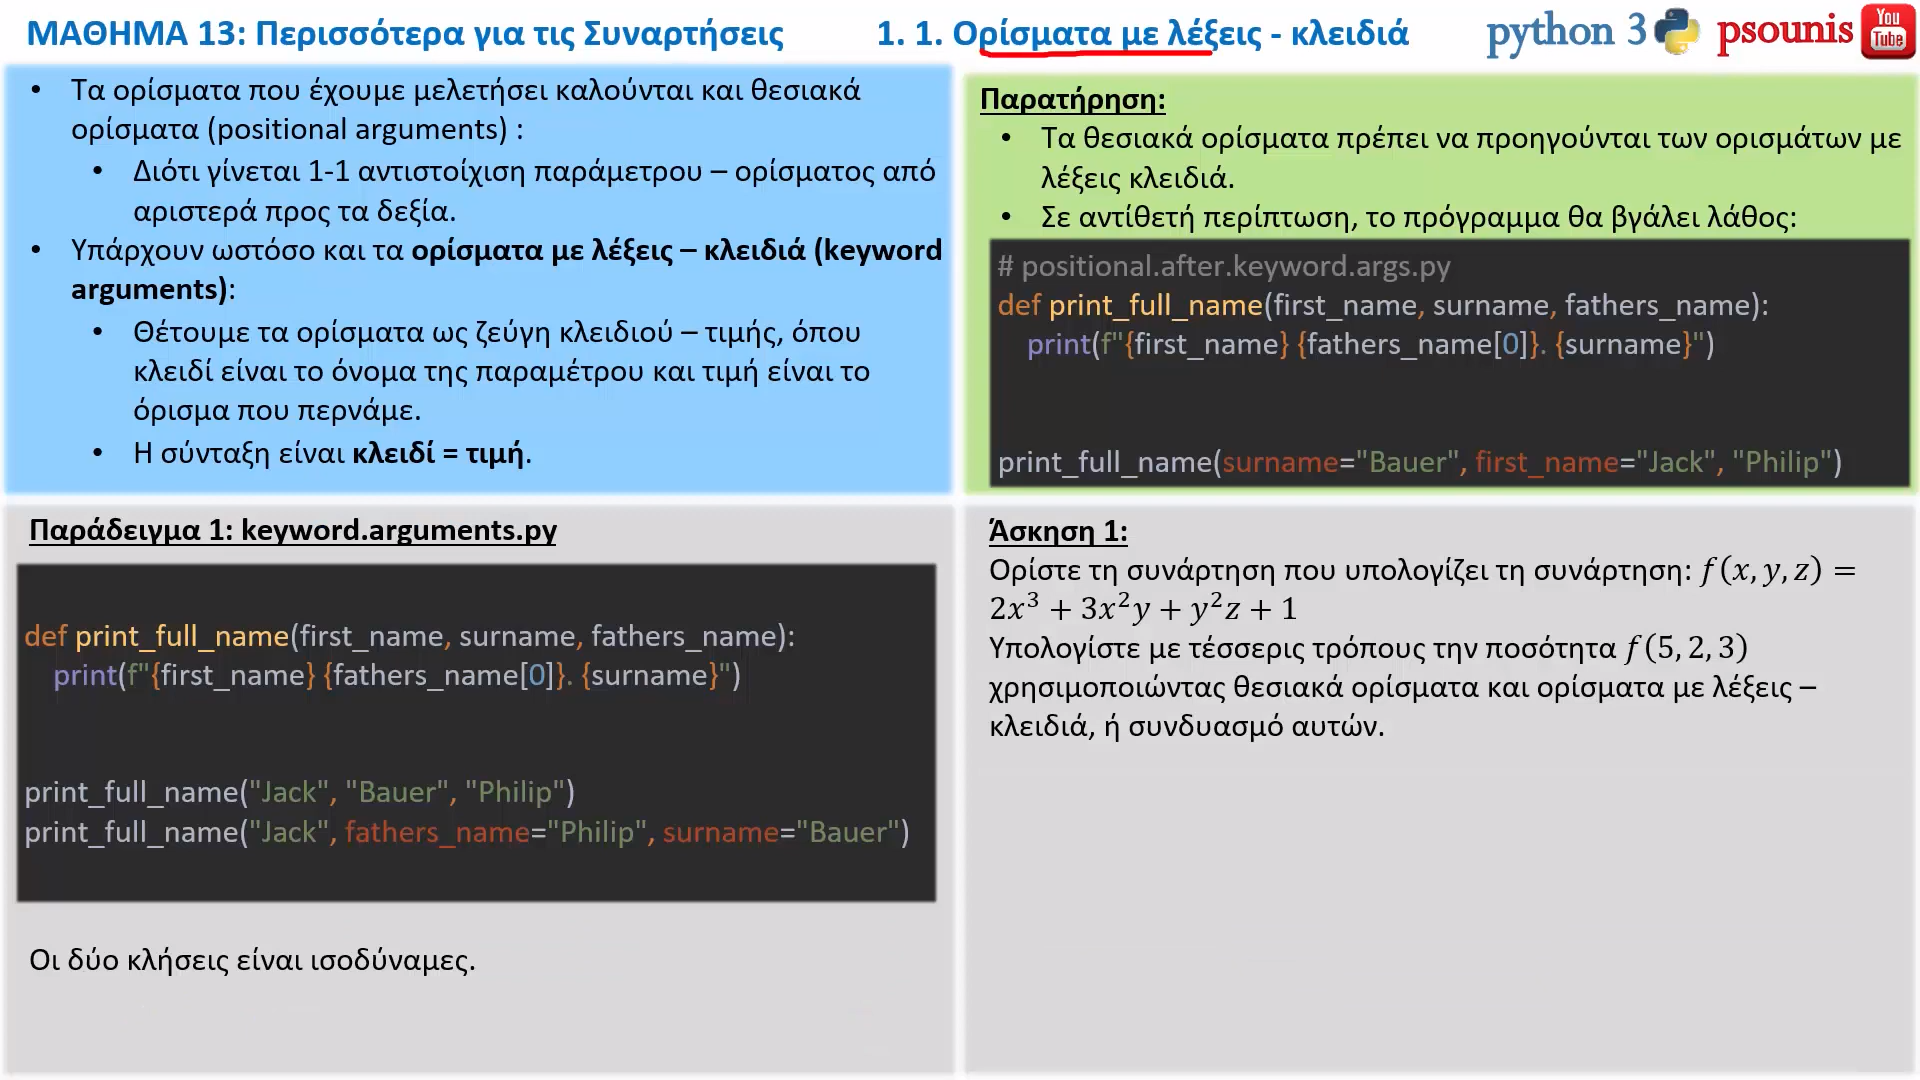 ΜΑΘΗΜΑ 13: Περισσότερα για τις Συναρτήσεις
1. 1. Ορίσματα με λέξεις - κλειδιά
python 3
psounis
You
Tube
• Τα ορίσματα που έχουμε μελετήσει καλούνται και θεσιακά
ορίσματα (positional arguments) :
• Διότι γίνεται 1-1 αντιστοίχιση παράμετρου – ορίσματος από
αριστερά προς τα δεξία.
• Υπάρχουν ωστόσο και τα ορίσματα με λέξεις – κλειδιά (keyword
arguments):
• Θέτουμε τα ορίσματα ως ζεύγη κλειδιού – τιμής, όπου
κλειδί είναι το όνομα της παραμέτρου και τιμή είναι το
όρισμα που περνάμε.
• Η σύνταξη είναι κλειδί = τιμή.
Παρατήρηση:
• Τα θεσιακά ορίσματα πρέπει να προηγούνται των ορισμάτων με
λέξεις κλειδιά.
• Σε αντίθετή περίπτωση, το πρόγραμμα θα βγάλει λάθος:
# positional.after.keyword.args.py
def print_full_name(first_name, surname, fathers_name):
print(f"{first_name} {fathers_name[0]}. {surname}")
print_full_name(surname="Bauer", first_name="Jack", "Philip")
Παράδειγμα 1: keyword.arguments.py
def print_full_name(first_name, surname, fathers_name):
print(f"{first_name} {fathers_name[0]}. {surname}")
print_full_name("Jack", "Bauer", "Philip")
print_full_name("Jack", fathers_name="Philip", surname="Bauer")
Οι δύο κλήσεις είναι ισοδύναμες.
Άσκηση 1:
Ορίστε τη συνάρτηση που υπολογίζει τη συνάρτηση: f(x, y, z) =
2x³ + 3x²y + y²z + 1
Υπολογίστε με τέσσερις τρόπους την ποσότητα f(5, 2, 3)
χρησιμοποιώντας θεσιακά ορίσματα και ορίσματα με λέξεις –
κλειδιά, ή συνδυασμό αυτών.